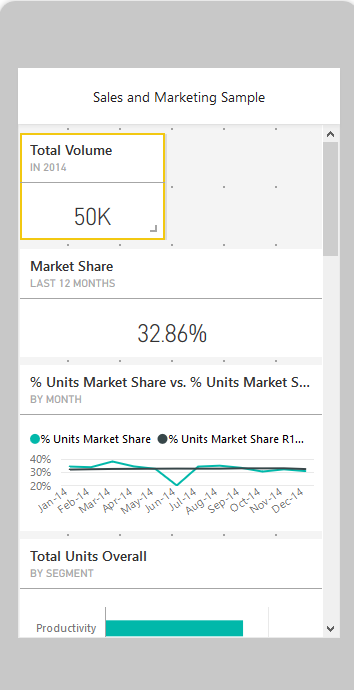 Sales and Marketing Sample
Total Volume
IN 2014
50K
Market Share
LAST 12 MONTHS
32.86%
% Units Market Share vs. % Units Market S...
BY MONTH
% Units Market Share % Units Market Share R1...
40%
30%
20%
Jan-14 Feb-14 Mar-14 Apr-14 May-14 Jun-14 Jul-14 Aug-14 Sep-14 Oct-14 Nov-14 Dec-14
Total Units Overall
BY SEGMENT
Productivity